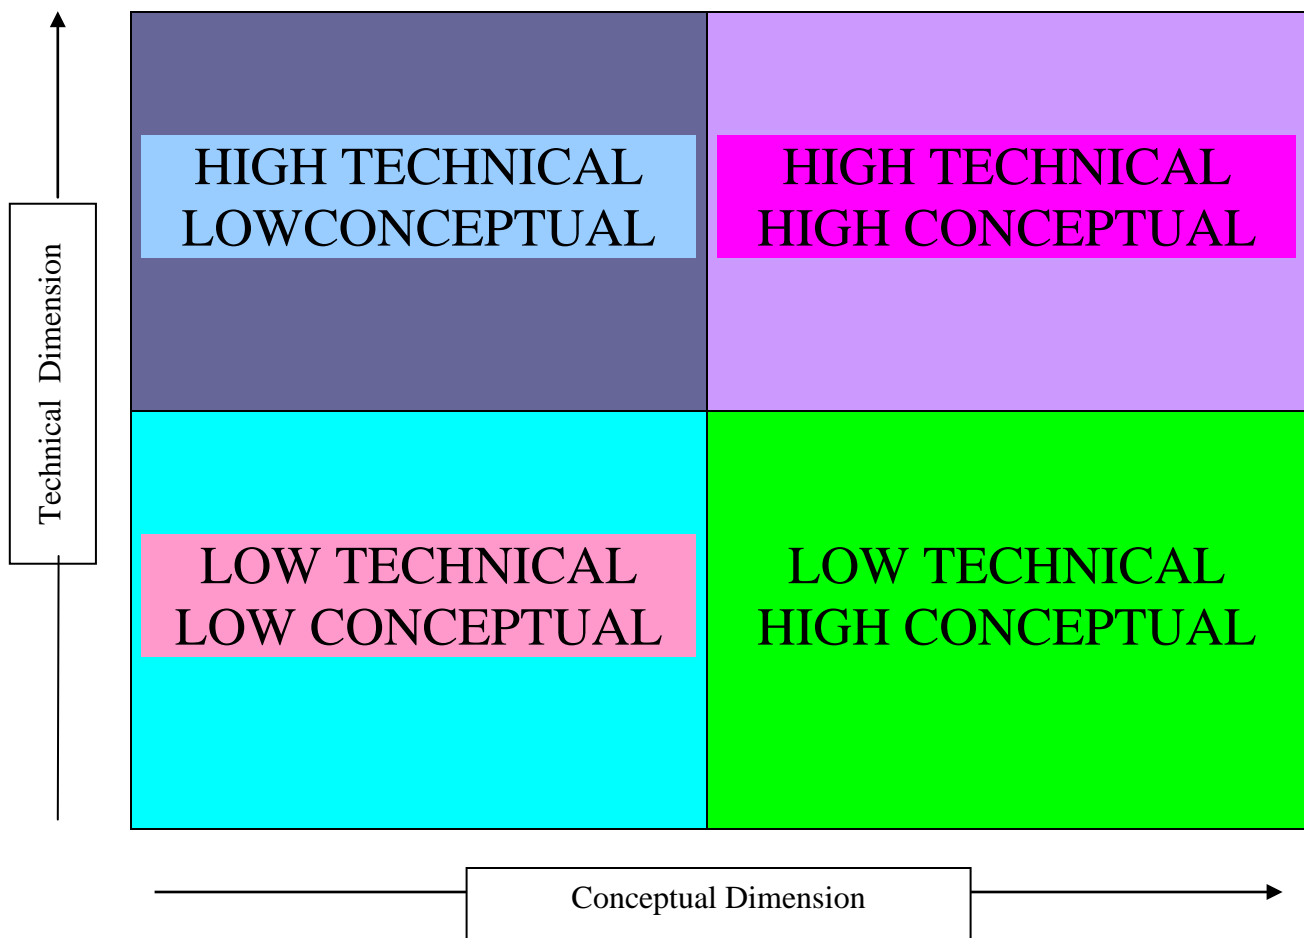 HIGH TECHNICAL
LOWCONCEPTUAL
HIGH TECHNICAL
HIGH CONCEPTUAL
Technical Dimension
LOW TECHNICAL
LOW CONCEPTUAL
LOW TECHNICAL
HIGH CONCEPTUAL
Conceptual Dimension